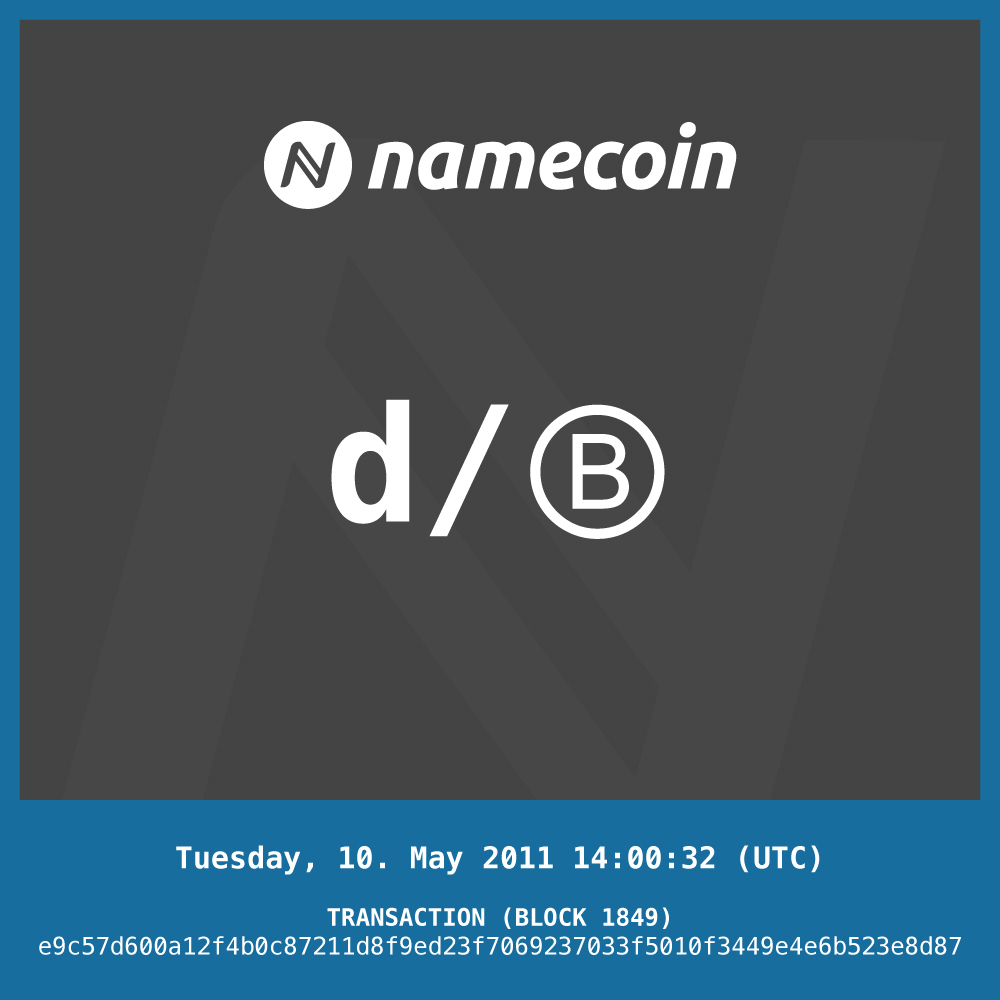 namecoin
d/Ⓑ
Tuesday, 10. May 2011 14:00:32 (UTC)
TRANSACTION (BLOCK 1849)
e9c57d600a12f4b0c87211d8f9ed23f7069237033f5010f3449e4e6b523e8d87